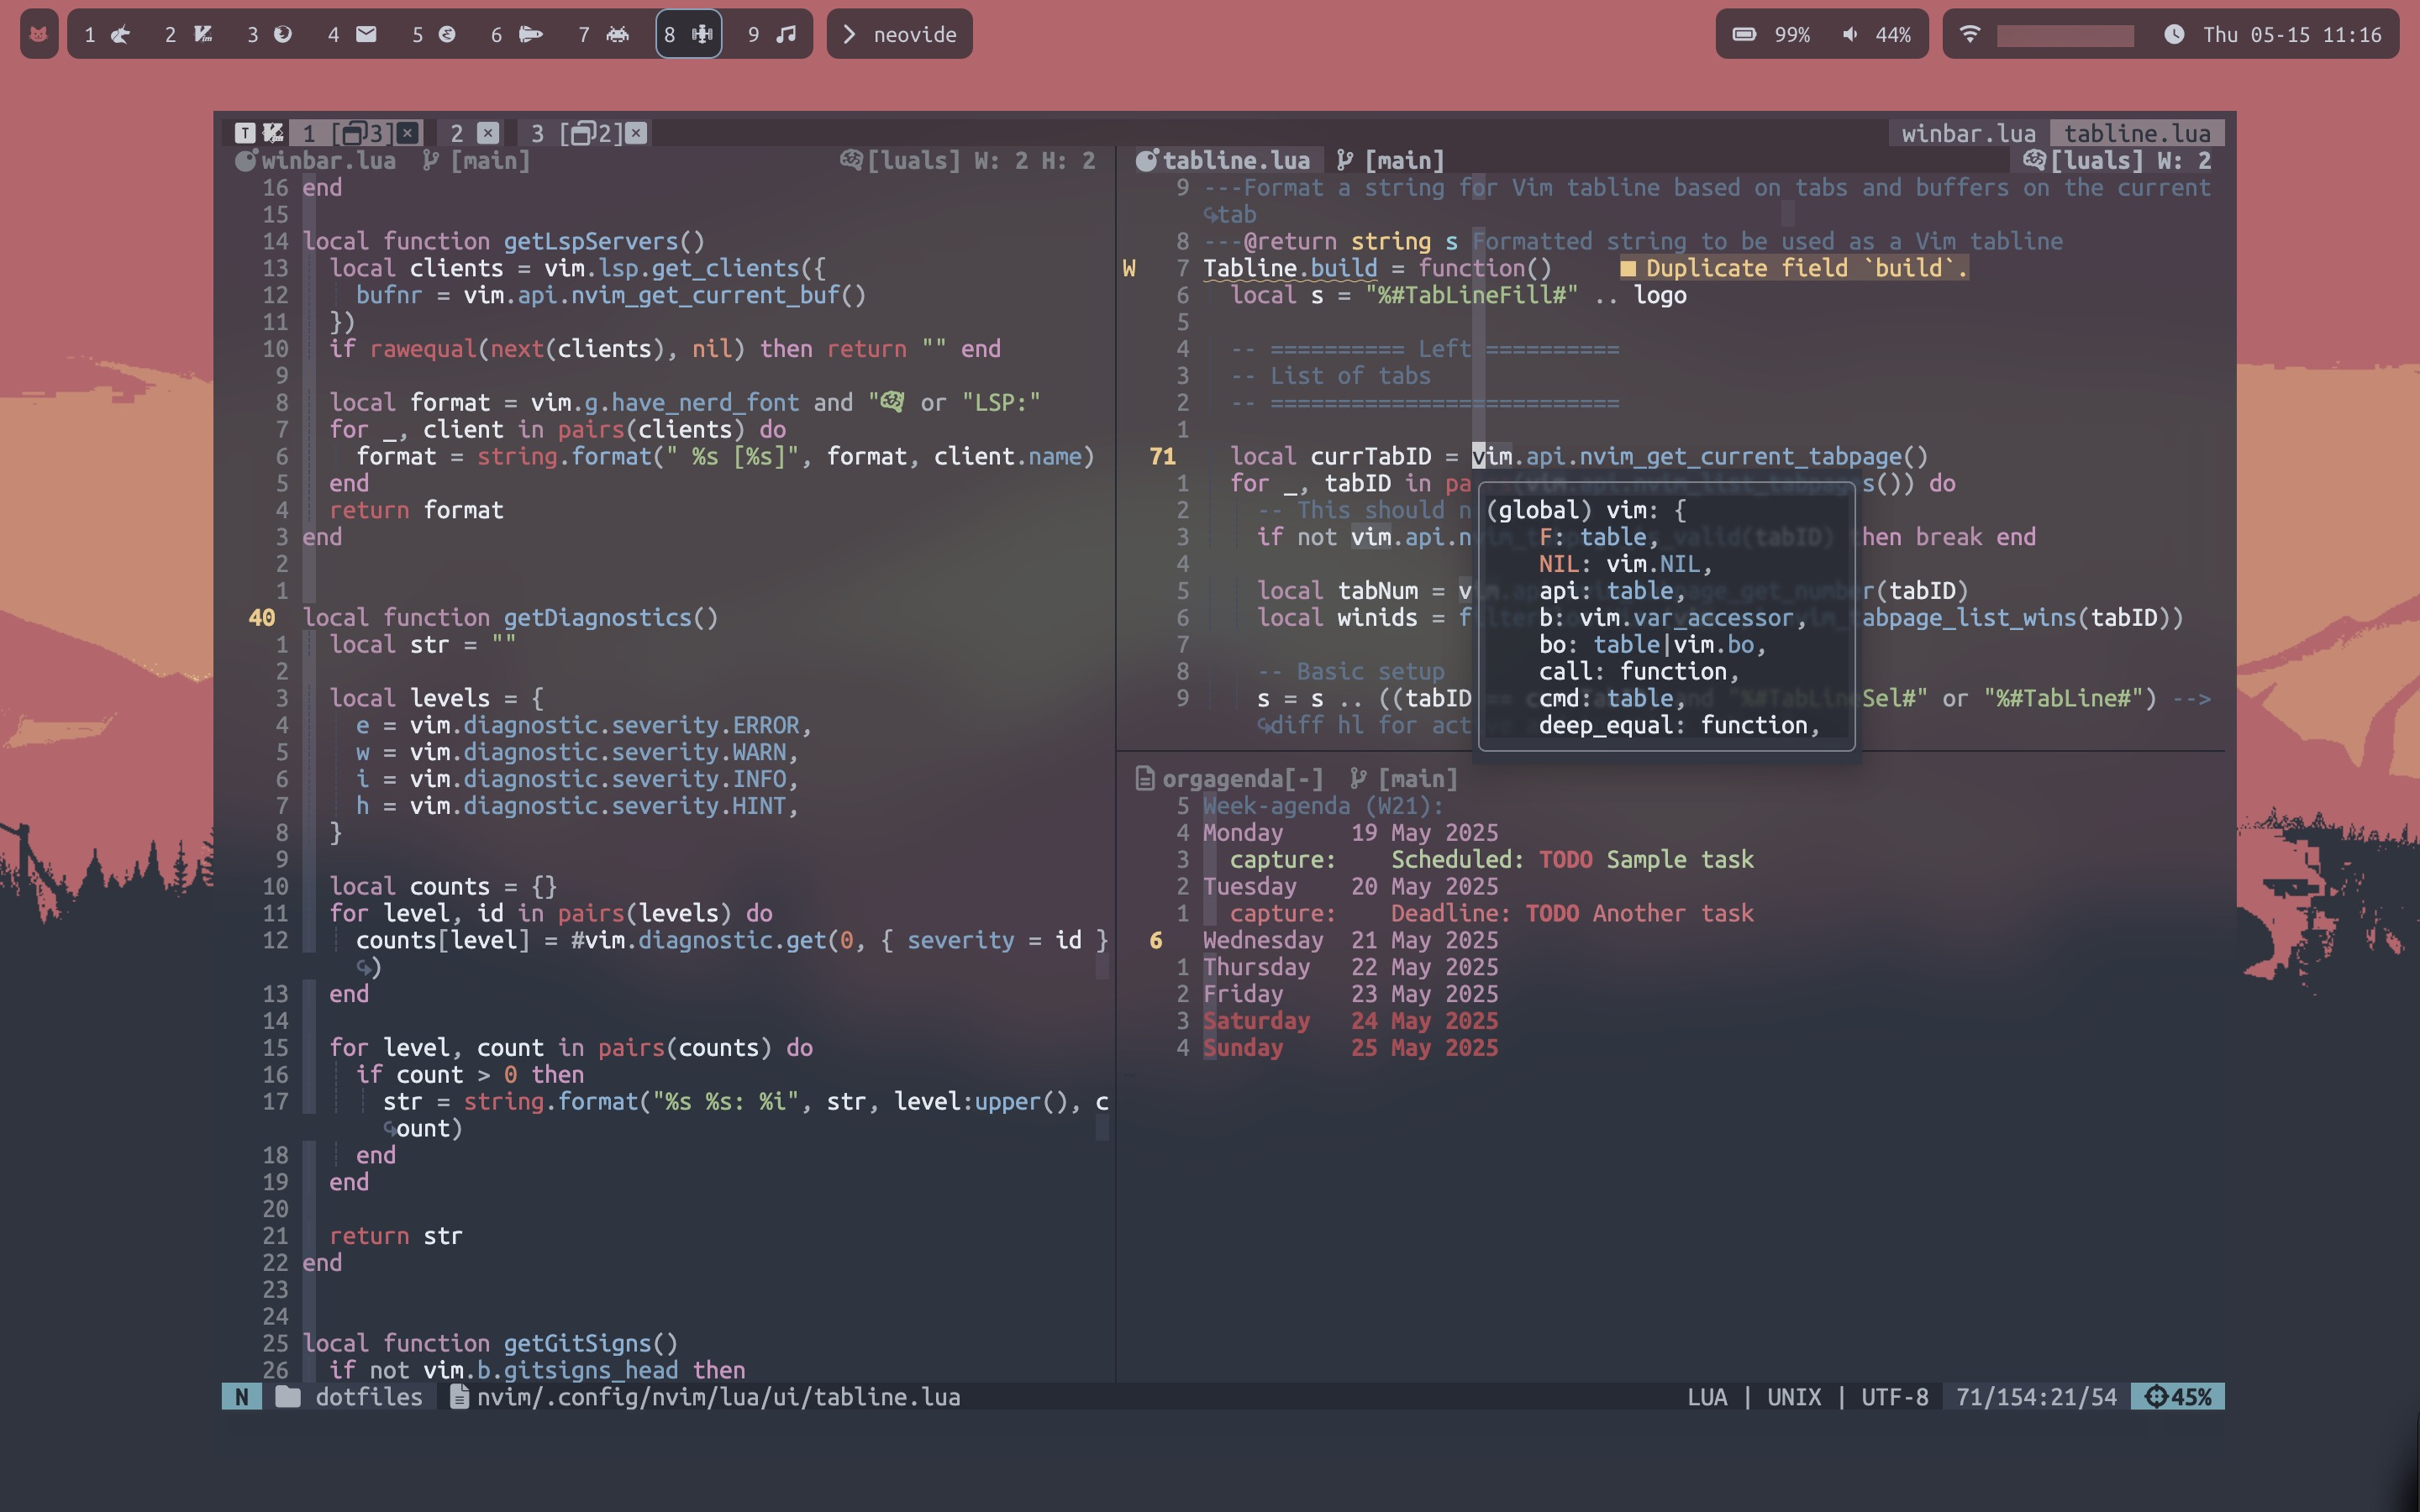 1 2 3 4 5 6 7 8 9 neovide 99% 44% Thu 05-15 11:16
T 1 [3] 2 3 [2] winbar.lua tabline.lua
winbar.lua [main] [luals] W: 2 H: 2
16 end
15
14 local function getLspServers()
13 local clients = vim.lsp.get_clients({
12 bufnr = vim.api.nvim_get_current_buf()
11 })
10 if rawequal(next(clients), nil) then return "" end
9
8 local format = vim.g.have_nerd_font and " or "LSP:"
7 for _, client in pairs(clients) do
6 format = string.format(" %s [%s]", format, client.name)
5 end
4 return format
3 end
2
1
40 local function getDiagnostics()
1 local str = ""
2
3 local levels = {
4 e = vim.diagnostic.severity.ERROR,
5 w = vim.diagnostic.severity.WARN,
6 i = vim.diagnostic.severity.INFO,
7 h = vim.diagnostic.severity.HINT,
8 }
9
10 local counts = {}
11 for level, id in pairs(levels) do
12 counts[level] = #vim.diagnostic.get(0, { severity = id }
)
13 end
14
15 for level, count in pairs(counts) do
16 if count > 0 then
17 str = string.format("%s %s: %i", str, level:upper(), c
ount)
18 end
19 end
20
21 return str
22 end
23
24
25 local function getGitSigns()
26 if not vim.b.gitsigns_head then
tabline.lua [main] [luals] W: 2
9 ---Format a string for Vim tabline based on tabs and buffers on the current
tab
8 ---@return string s Formatted string to be used as a Vim tabline
W 7 Tabline.build = function() ■ Duplicate field `build`.
6 local s = "%#TabLineFill#" .. logo
5
4 -- ========== Left ==========
3 -- List of tabs
2 -- ==========================
1
71 local currTabID = vim.api.nvim_get_current_tabpage()
1 for _, tabID in pa s()) do
2 -- This should n
3 if not vim.api.n then break end
4
5 local tabNum = v r(tabID)
6 local winids = f tabpage_list_wins(tabID))
7
8 -- Basic setup
9 s = s .. ((tabID Sel#" or "%#TabLine#") -->
diff hl for act
(global) vim: {
F: table,
NIL: vim.NIL,
api: table,
b: vim.var_accessor,
bo: table|vim.bo,
call: function,
cmd: table,
deep_equal: function,
orgagenda[-] [main]
5 Week-agenda (W21):
4 Monday 19 May 2025
3 capture: Scheduled: TODO Sample task
2 Tuesday 20 May 2025
1 capture: Deadline: TODO Another task
6 Wednesday 21 May 2025
1 Thursday 22 May 2025
2 Friday 23 May 2025
3 Saturday 24 May 2025
4 Sunday 25 May 2025
N dotfiles nvim/.config/nvim/lua/ui/tabline.lua LUA | UNIX | UTF-8 71/154:21/54 45%